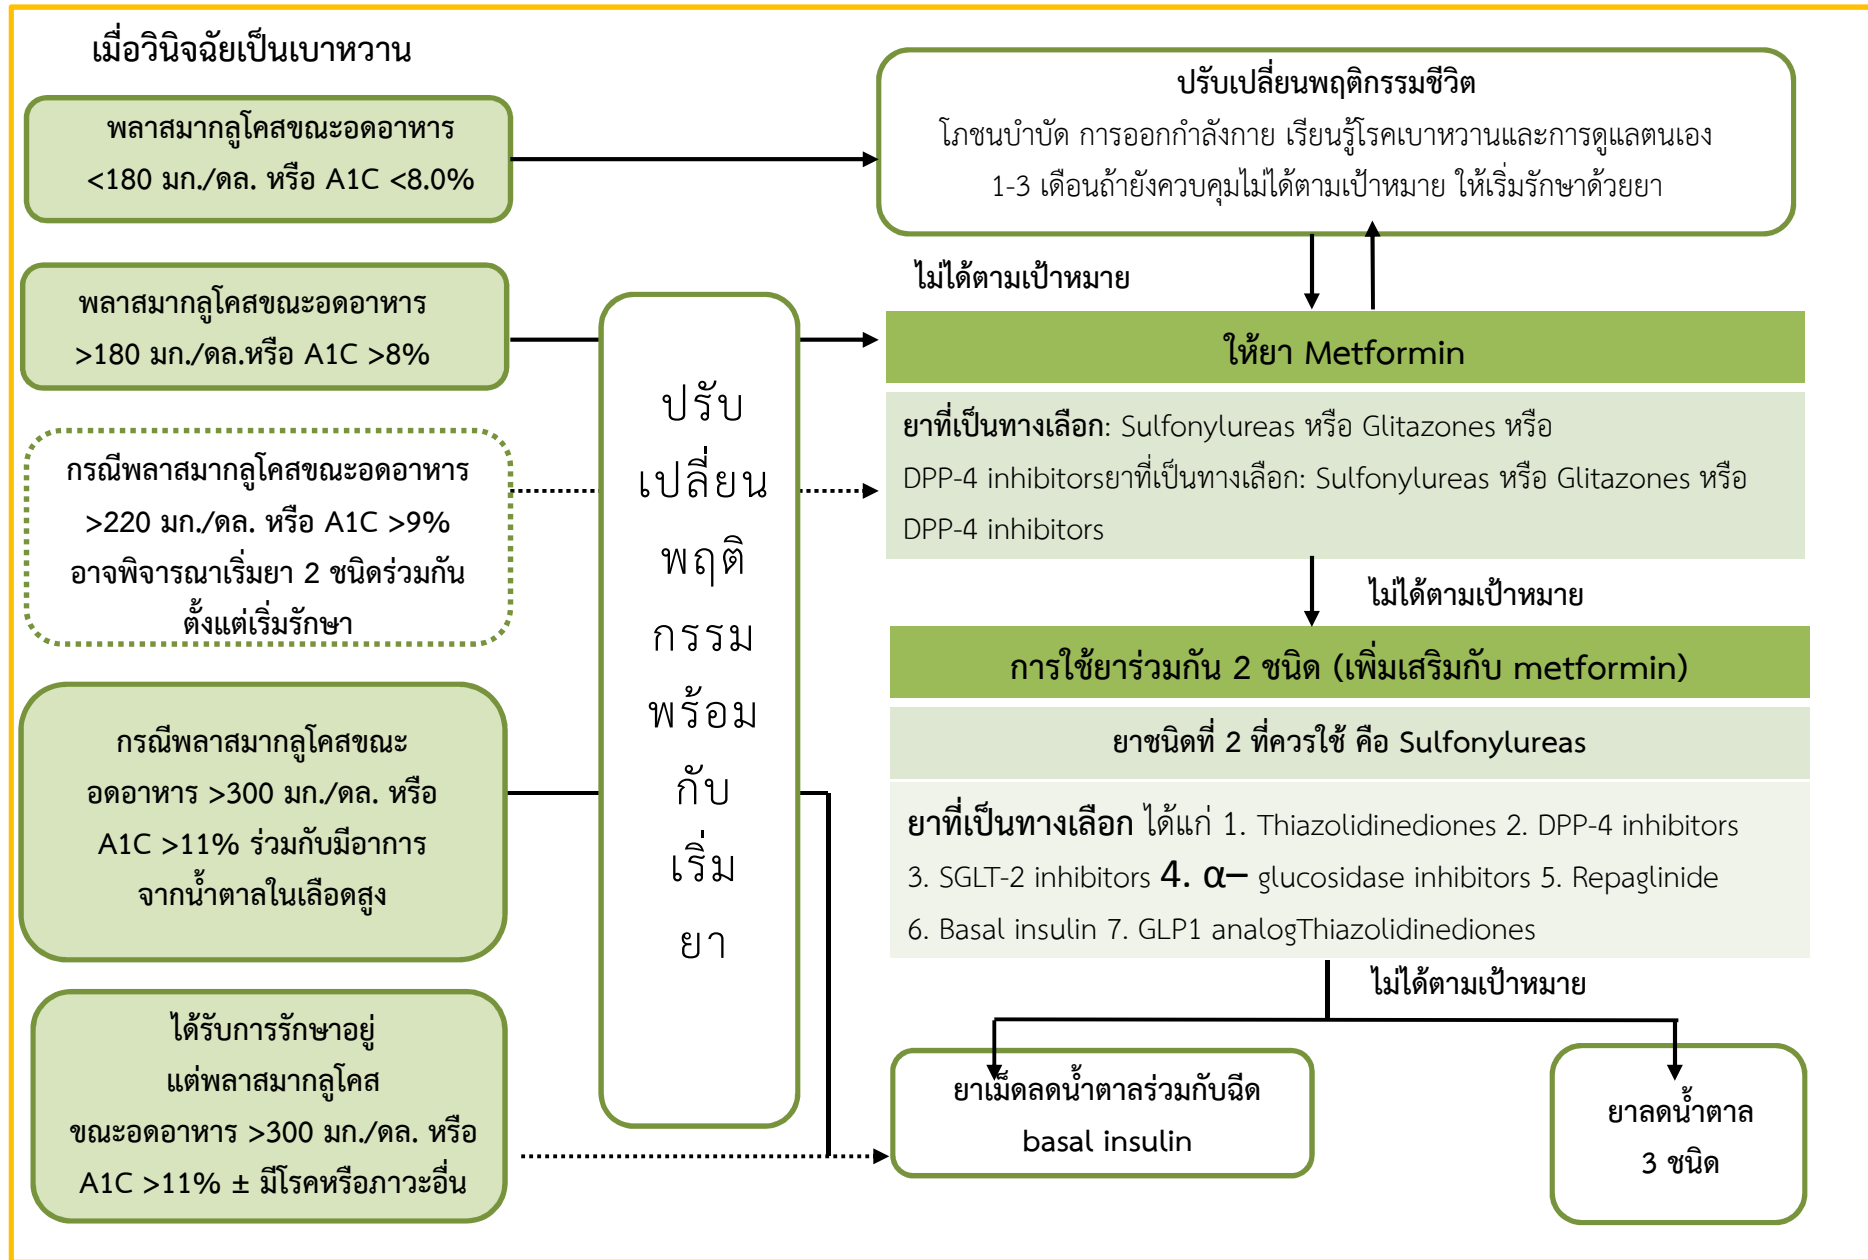 เมื่อวินิจฉัยเป็นเบาหวาน
พลาสมากลูโคสขณะอดอาหาร
<180 มก./ดล. หรือ A1C <8.0%
ปรับเปลี่ยนพฤติกรรมชีวิต
โภชนบำบัด การออกกำลังกาย เรียนรู้โรคเบาหวานและการดูแลตนเอง
1-3 เดือนถ้ายังควบคุมไม่ได้ตามเป้าหมาย ให้เริ่มรักษาด้วยยา
ไม่ได้ตามเป้าหมาย
พลาสมากลูโคสขณะอดอาหาร
>180 มก./ดล.หรือ A1C >8%
กรณีพลาสมากลูโคสขณะอดอาหาร
>220 มก./ดล. หรือ A1C >9%
อาจพิจารณาเริ่มยา 2 ชนิดร่วมกัน
ตั้งแต่เริ่มรักษา
กรณีพลาสมากลูโคสขณะ
อดอาหาร >300 มก./ดล. หรือ
A1C >11% ร่วมกับมีอาการ
จากน้ำตาลในเลือดสูง
ได้รับการรักษาอยู่
แต่พลาสมากลูโคส
ขณะอดอาหาร >300 มก./ดล. หรือ
A1C >11% ± มีโรคหรือภาวะอื่น
ปรับ
เปลี่ยน
พฤติ
กรรม
พร้อม
กับ
เริ่ม
ยา
ให้ยา Metformin
ยาที่เป็นทางเลือก: Sulfonylureas หรือ Glitazones หรือ
DPP-4 inhibitorsยาที่เป็นทางเลือก: Sulfonylureas หรือ Glitazones หรือ
DPP-4 inhibitors
ไม่ได้ตามเป้าหมาย
การใช้ยาร่วมกัน 2 ชนิด (เพิ่มเสริมกับ metformin)
ยาชนิดที่ 2 ที่ควรใช้ คือ Sulfonylureas
ยาที่เป็นทางเลือก ได้แก่ 1. Thiazolidinediones 2. DPP-4 inhibitors
3. SGLT-2 inhibitors 4. α– glucosidase inhibitors 5. Repaglinide
6. Basal insulin 7. GLP1 analogThiazolidinediones
ไม่ได้ตามเป้าหมาย
ยาเม็ดลดน้ำตาลร่วมกับฉีด
basal insulin
ยาลดน้ำตาล
3 ชนิด